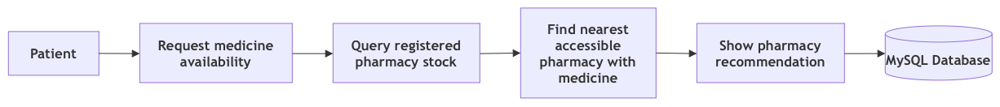 Patient
Request medicine
availability
Query registered
pharmacy stock
Find nearest
accessible
pharmacy with
medicine
Show pharmacy
recommendation
MySQL Database